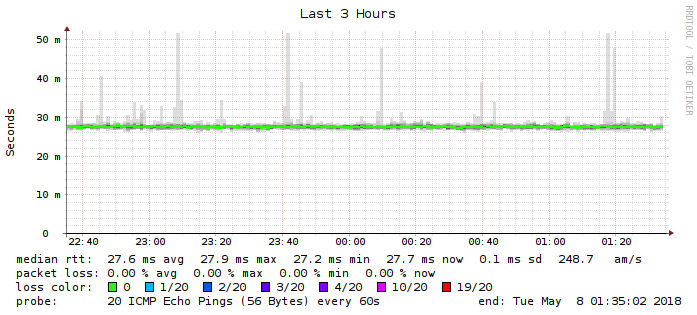 Last 3 Hours
RRDTOOL / TOBI OETIKER
Seconds
50 m
40 m
30 m
20 m
10 m
0
22:40 23:00 23:20 23:40 00:00 00:20 00:40 01:00 01:20
median rtt: 27.6 ms avg 27.9 ms max 27.2 ms min 27.7 ms now 0.1 ms sd 248.7 am/s
packet loss: 0.00 % avg 0.00 % max 0.00 % min 0.00 % now
loss color: 0 1/20 2/20 3/20 4/20 10/20 19/20
probe: 20 ICMP Echo Pings (56 Bytes) every 60s end: Tue May 8 01:35:02 2018